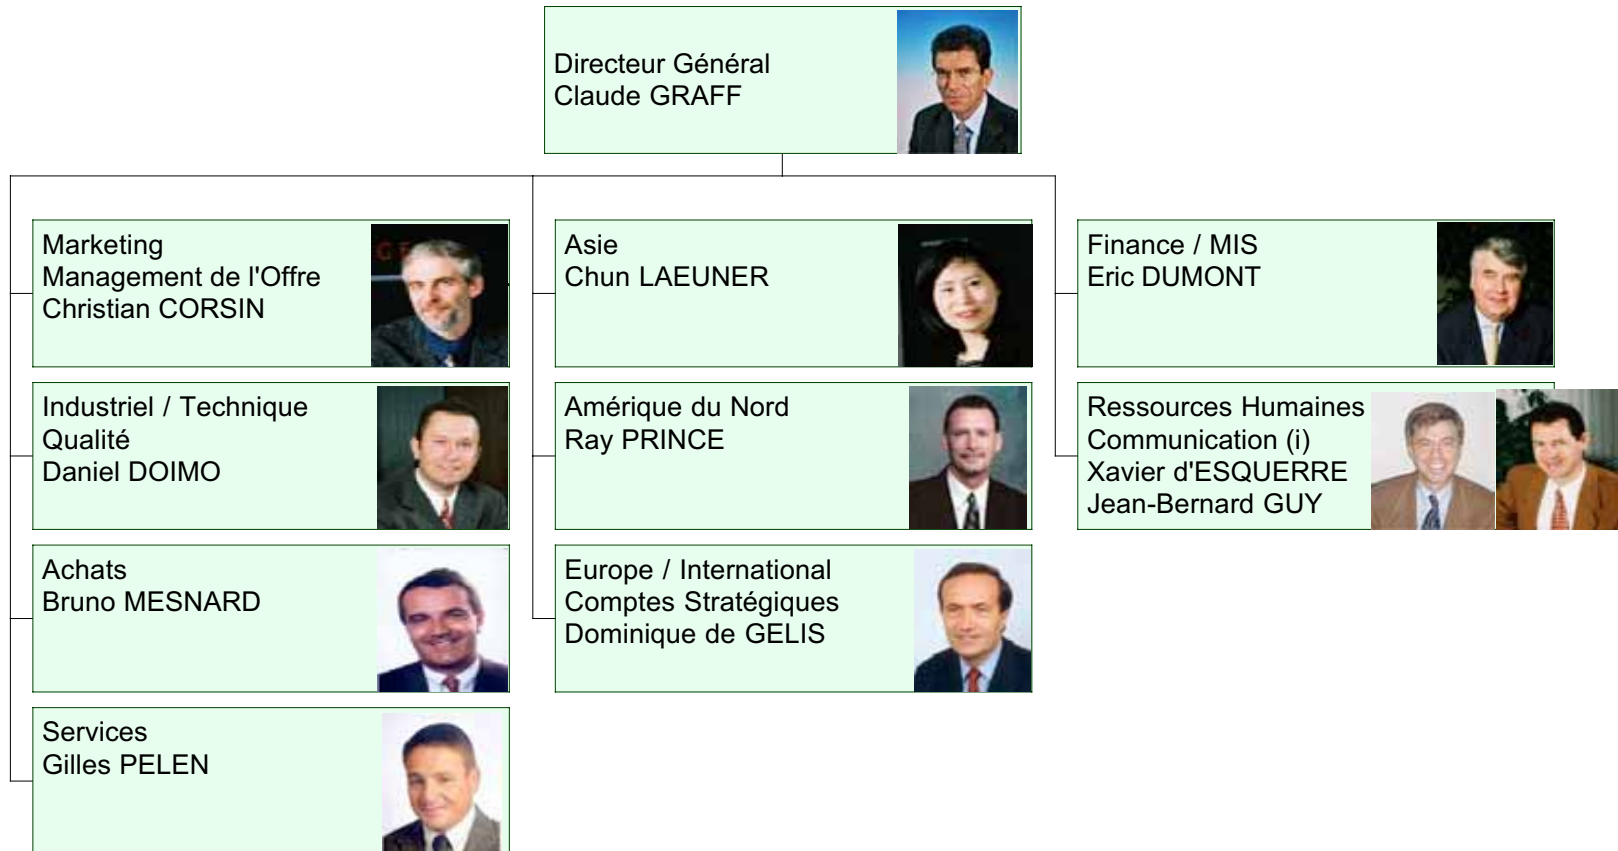 Directeur Général
Claude GRAFF
Marketing
Management de l'Offre
Christian CORSIN
Industriel / Technique
Qualité
Daniel DOIMO
Achats
Bruno MESNARD
Services
Gilles PELEN
Asie
Chun LAEUNER
Amérique du Nord
Ray PRINCE
Europe / International
Comptes Stratégiques
Dominique de GELIS
Finance / MIS
Eric DUMONT
Ressources Humaines
Communication (i)
Xavier d'ESQUERRE
Jean-Bernard GUY